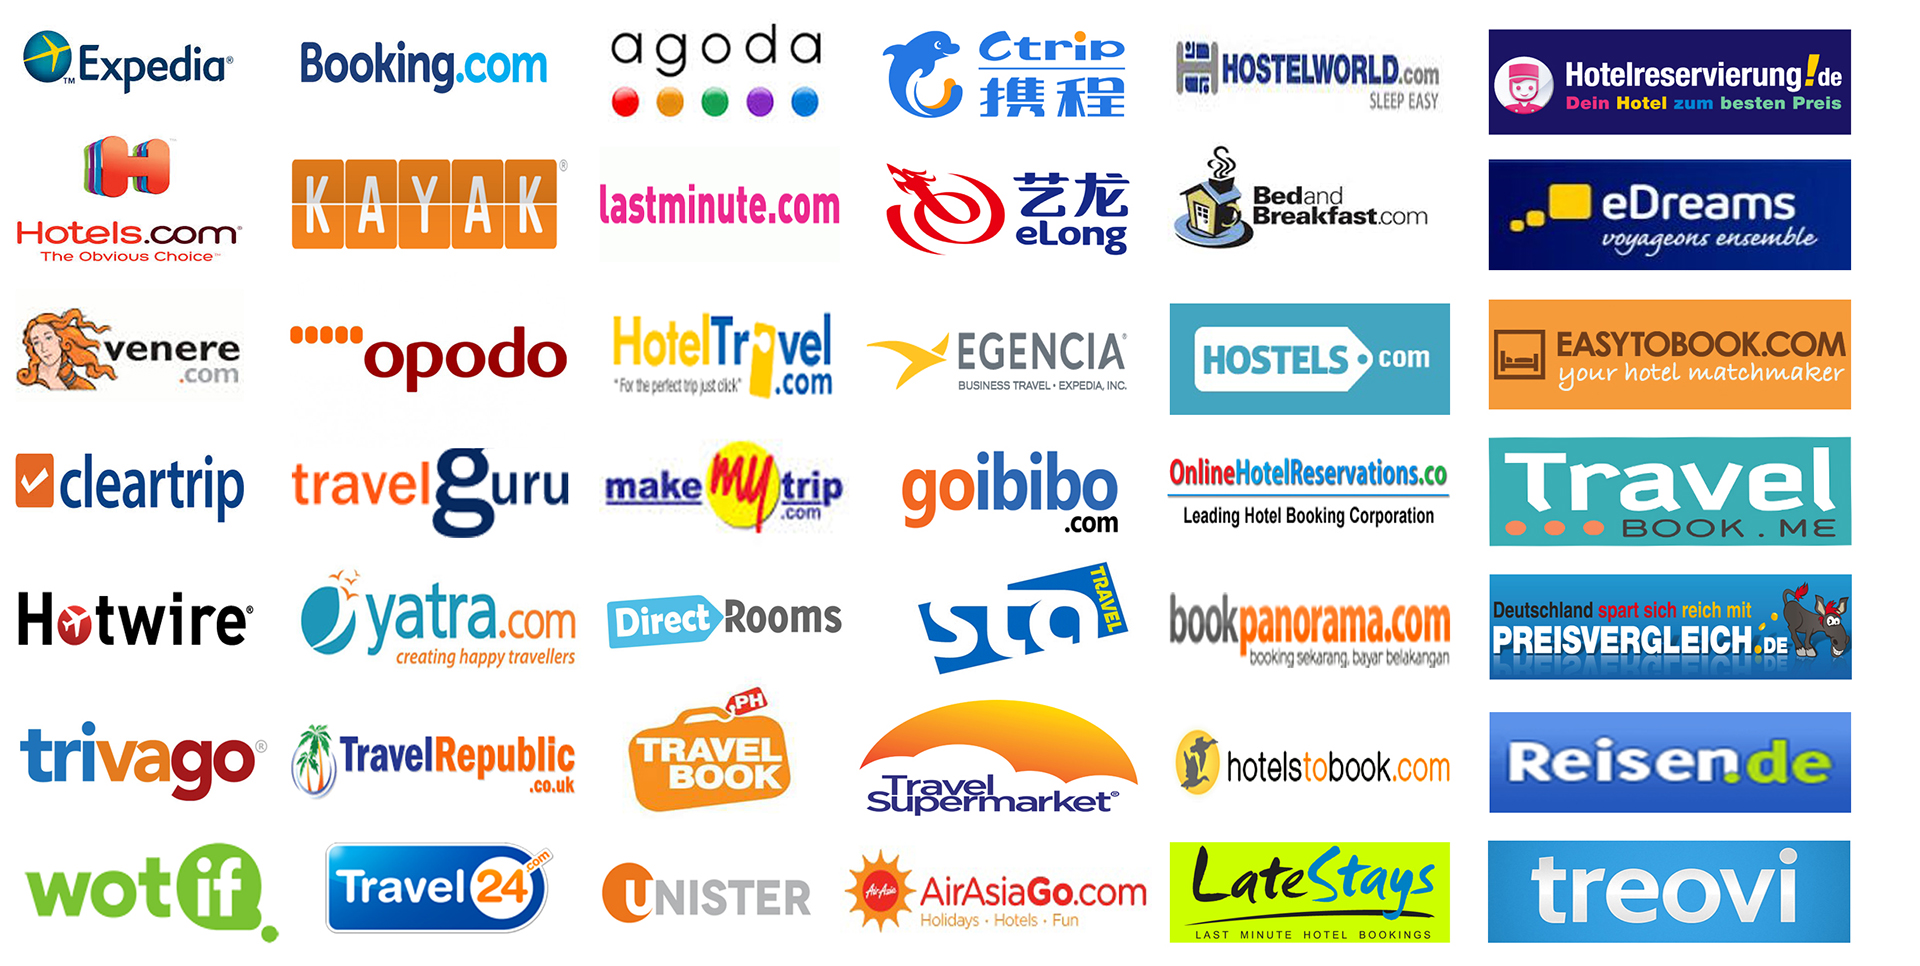 Expedia®
TM
Booking.com
agoda
Ctrip
携程
HOSTELWORLD.com
SLEEP EASY
Hotelreservierung!de
Dein Hotel zum besten Preis
H
Hotels.com®
The Obvious Choice™
KAYAK®
lastminute.com
艺龙
eLong
Bedand
Breakfast.com
eDreams
voyageons ensemble
venere
.com
opodo
HotelTravel
"For the perfect trip just click"
.com
EGENCIA®
BUSINESS TRAVEL • EXPEDIA, INC.
HOSTELS com
EASYTOBOOK.COM
your hotel matchmaker
cleartrip
travelguru
make my trip
.com
goibibo
.com
OnlineHotelReservations.co
Leading Hotel Booking Corporation
Travel
BOOK.ME
Hotwire®
yatra.com
creating happy travellers
Direct Rooms
sta
TRAVEL
bookpanorama.com
booking sekarang, bayar belakangan
Deutschland spart sich reich mit
PREISVERGLEICH.DE
trivago®
TravelRepublic
.co.uk
.PH
TRAVEL
BOOK
Travel
Supermarket®
hotelstobook.com
Reisen.de
wotif
Travel24
.com
UNISTER
AirAsia
AirAsiaGo.com
Holidays • Hotels • Fun
LateStays
LAST MINUTE HOTEL BOOKINGS
treovi